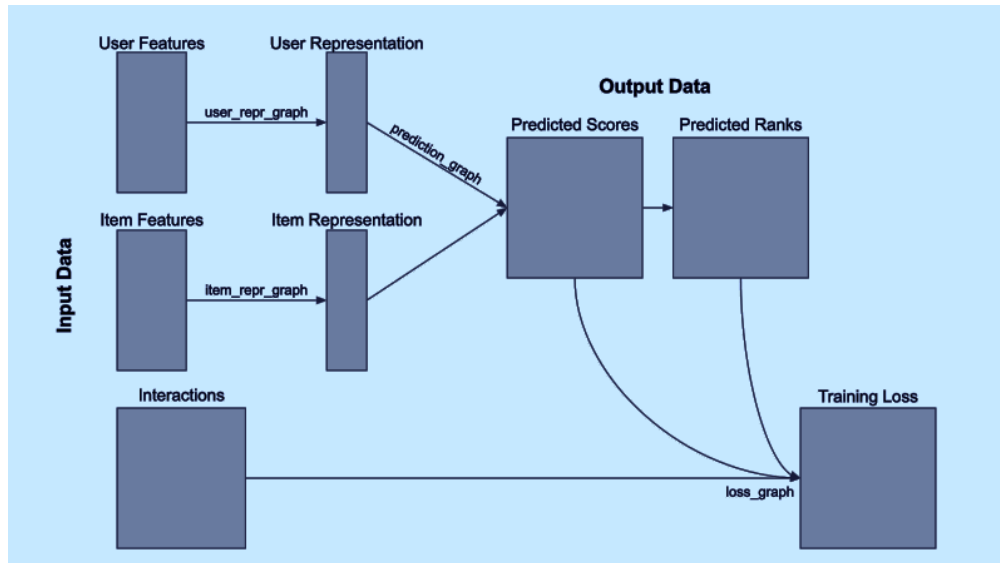 User Features
User Representation
user_repr_graph
prediction_graph
Output Data
Predicted Scores
Predicted Ranks
Input Data
Item Features
Item Representation
item_repr_graph
Interactions
Training Loss
loss_graph